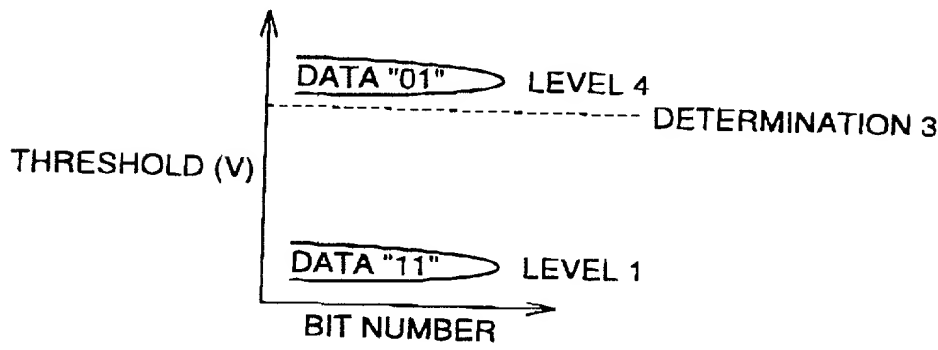 DATA "01" LEVEL 4
DETERMINATION 3
THRESHOLD (V)
DATA "11" LEVEL 1
BIT NUMBER